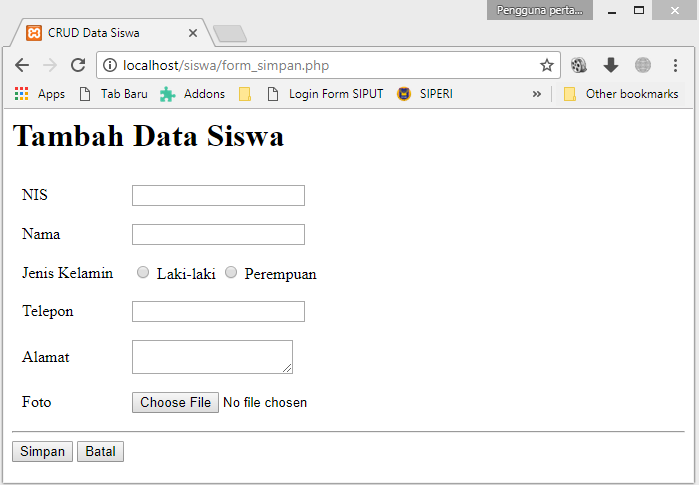 Pengguna perta...
CRUD Data Siswa
localhost/siswa/form_simpan.php
Apps Tab Baru Addons Login Form SIPUT SIPERI » Other bookmarks
Tambah Data Siswa
NIS
Nama
Jenis Kelamin Laki-laki Perempuan
Telepon
Alamat
Foto Choose File No file chosen
Simpan Batal